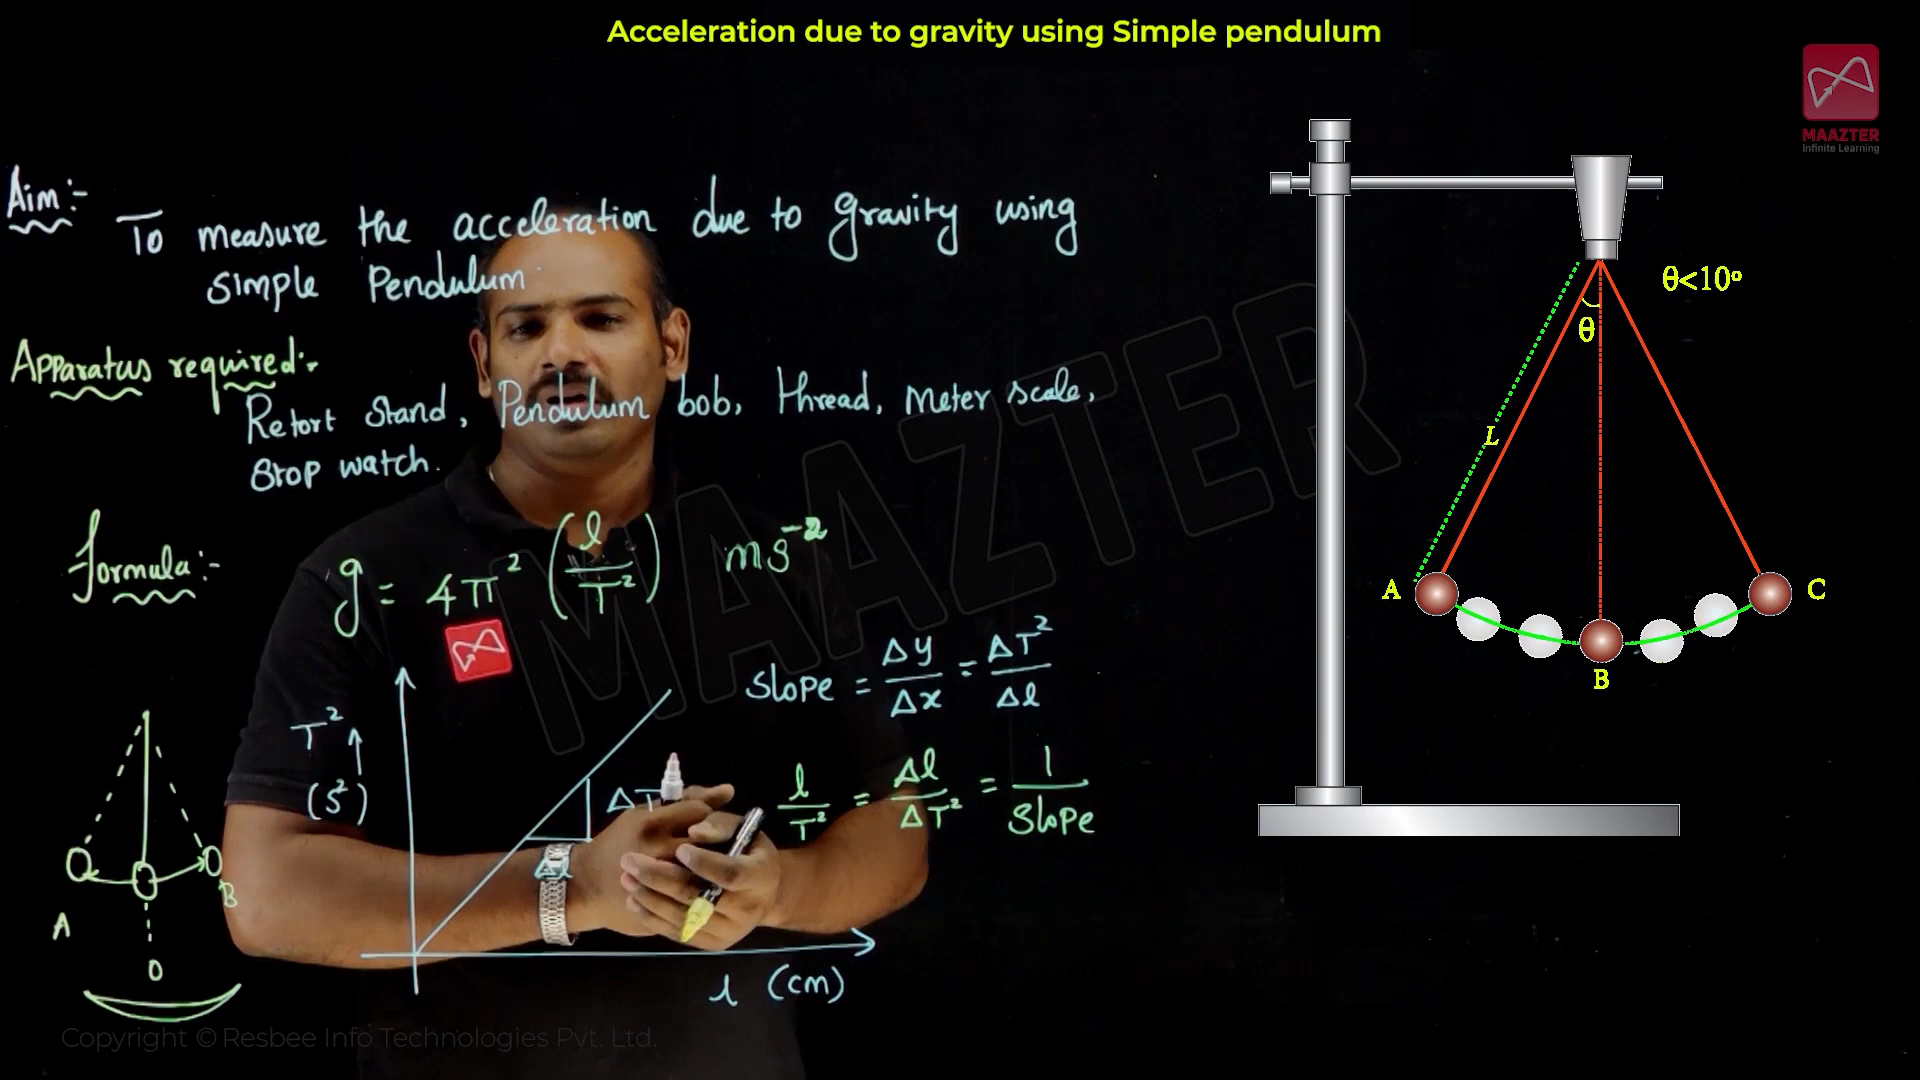 Acceleration due to gravity using Simple pendulum
MAAZTER
Infinite Learning
Aim:-
To measure the acceleration due to gravity using
simple Pendulum
Apparatus required:-
Retort stand, Pendulum bob, thread, meter scale,
stop watch.
Formula:-
g = 4π² (l/T²) ms⁻²
Slope = Δy/Δx = ΔT²/Δl
l/T² = Δl/ΔT² = 1/Slope
T²
(s²)
ΔT
Δl
l (cm)
A
B
O
θ<10°
θ
L
A
C
B
MAAZTER
Copyright © Resbee Info Technologies Pvt. Ltd.